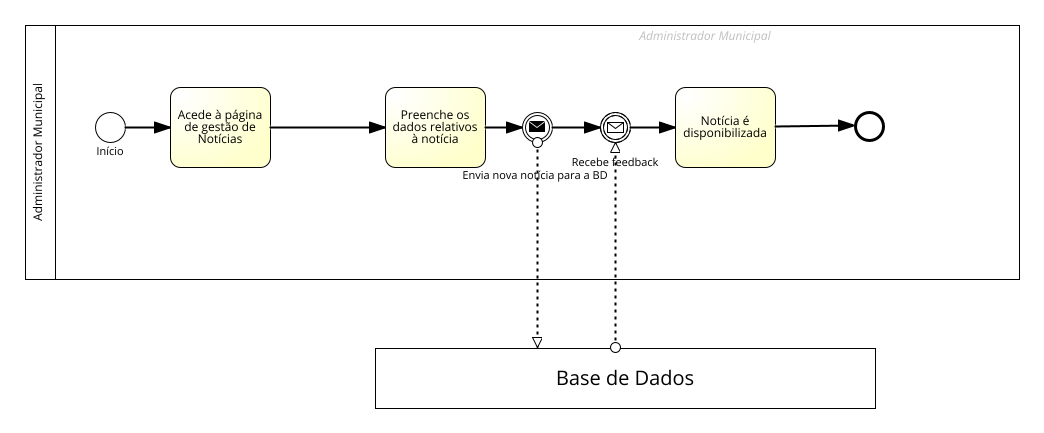 Administrador Municipal
Administrador Municipal
Início
Acede à página
de gestão de
Notícias
Preenche os
dados relativos
à notícia
Envia nova notícia para a BD
Recebe feedback
Notícia é
disponibilizada
Base de Dados